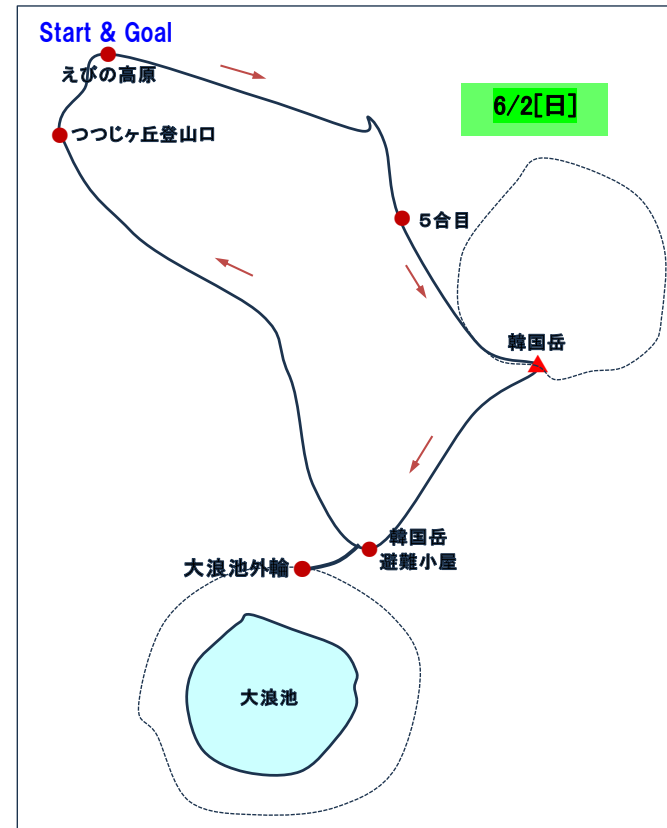 Start & Goal
えびの高原
6/2[日]
つつじヶ丘登山口
５合目
韓国岳
韓国岳
避難小屋
大浪池外輪
大浪池